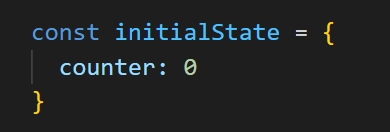 const initialState = {
  counter: 0
}